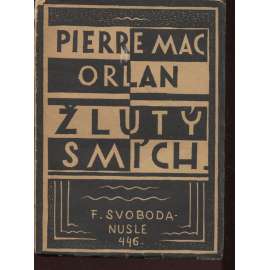 PIERRE MAC
ORLAN
ŽLUTÝ
SMÍCH.
F. SVOBODA-
NUSLE
446.